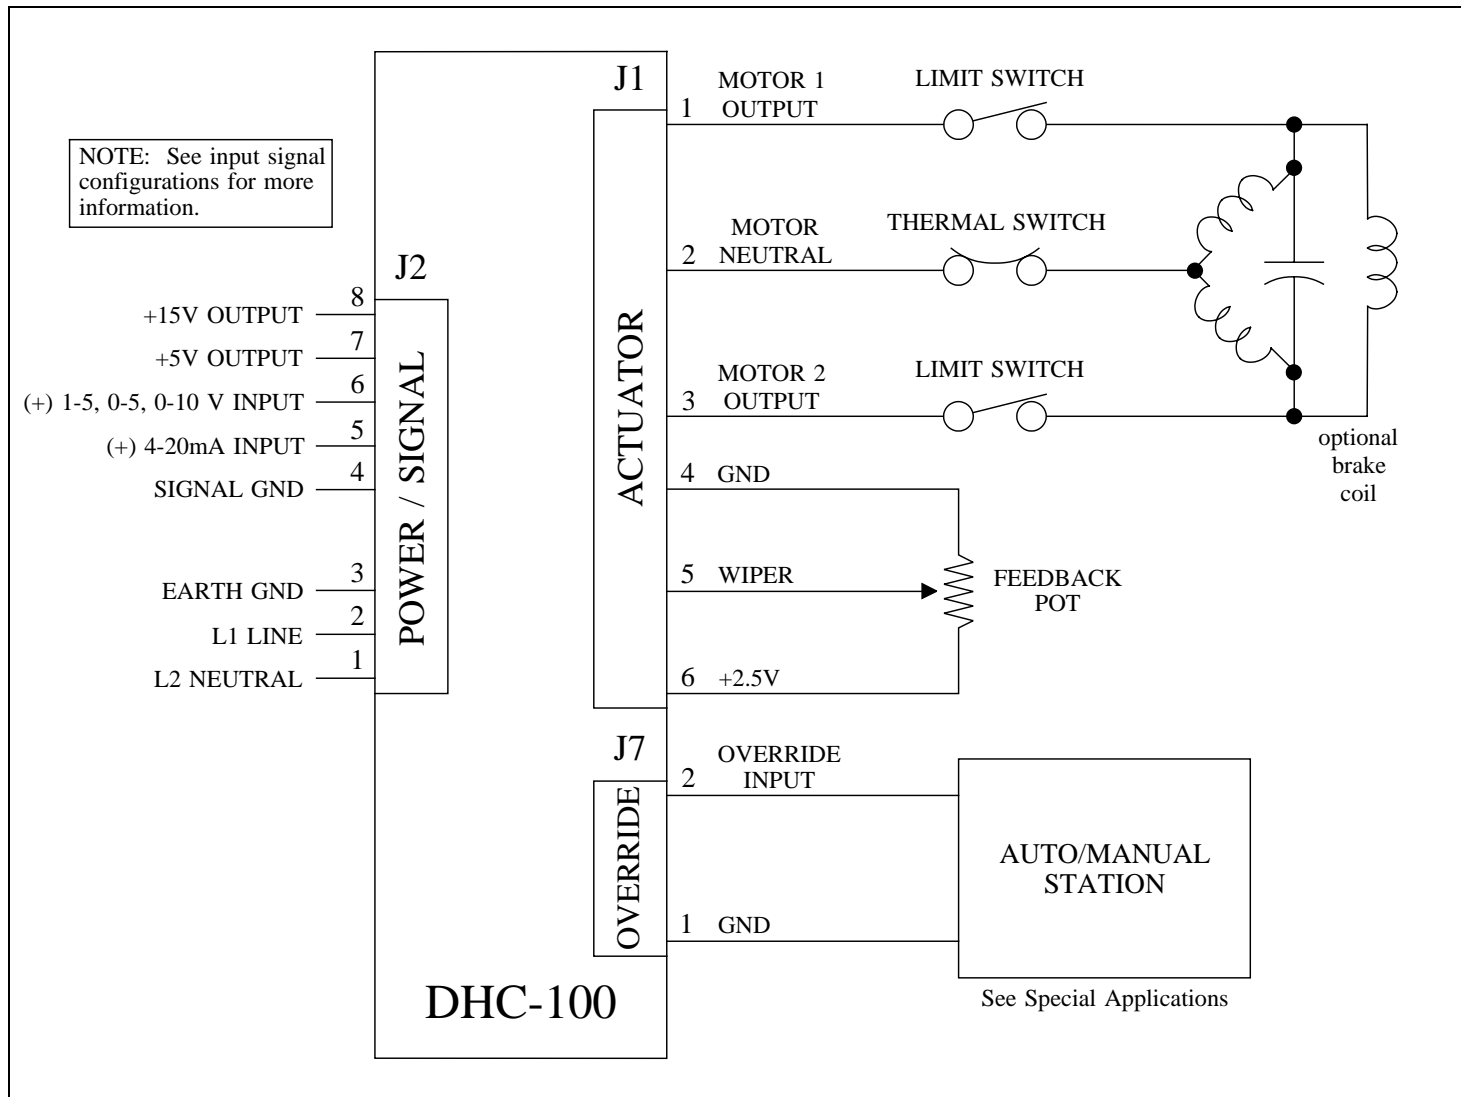 NOTE: See input signal
configurations for more
information.
J2
8
+15V OUTPUT
7
+5V OUTPUT
6
(+) 1-5, 0-5, 0-10 V INPUT
5
(+) 4-20mA INPUT
4
SIGNAL GND
3
EARTH GND
2
L1 LINE
1
L2 NEUTRAL
POWER / SIGNAL
J1
ACTUATOR
1
MOTOR 1
OUTPUT
LIMIT SWITCH
2
MOTOR
NEUTRAL
THERMAL SWITCH
3
MOTOR 2
OUTPUT
LIMIT SWITCH
optional
brake
coil
4
GND
5
WIPER
FEEDBACK
POT
6
+2.5V
J7
OVERRIDE
2
OVERRIDE
INPUT
1
GND
AUTO/MANUAL
STATION
See Special Applications
DHC-100